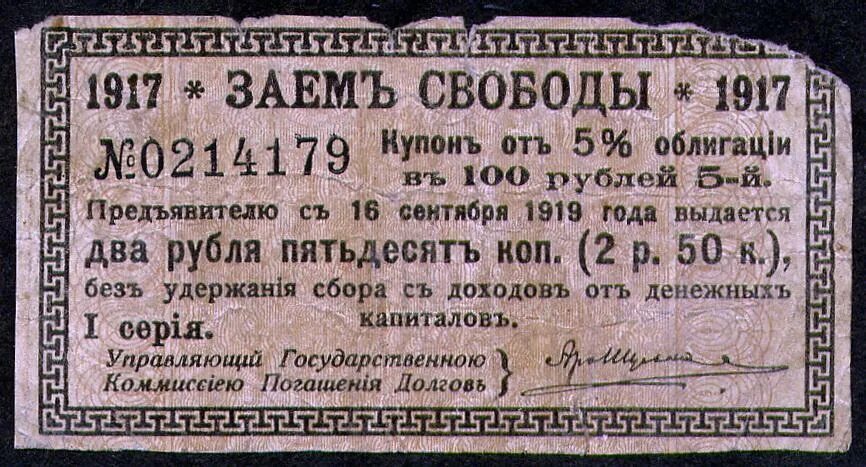 1917 * ЗАЕМЪ СВОБОДЫ * 1917
№0214179
Купонъ отъ 5% облигаціи
въ 100 рублей 5-й.
Предъявителю съ 16 сентября 1919 года выдается
два рубля пятьдесятъ коп. (2 р. 50 к.),
безъ удержанія сбора съ доходовъ отъ денежныхъ
капиталовъ.
I серія.
Управляющий Государственною
Коммиссіею Погашенія Долговъ